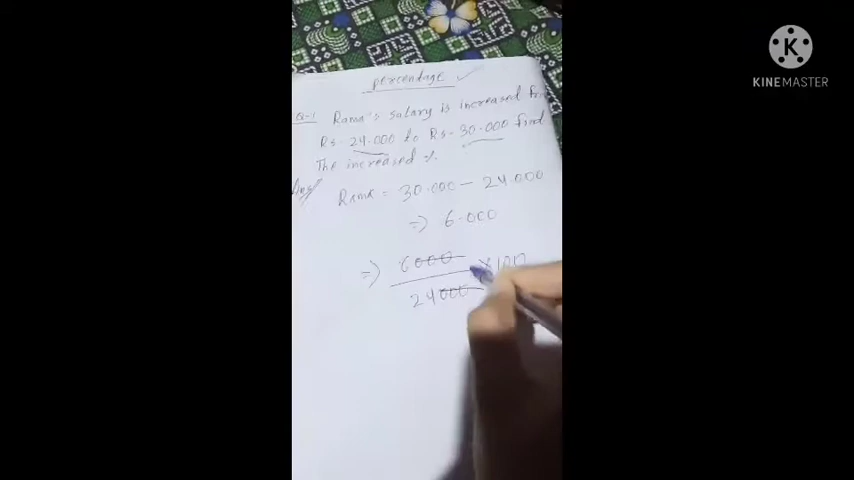 percentage
Q-1 Rama's salary is increased fr
Rs- 24.000 to Rs- 30.000 find
The increased %.
Ans Rama = 30.000 - 24.000
=> 6.000
=> 6000
24000 × 100
K
KINEMASTER